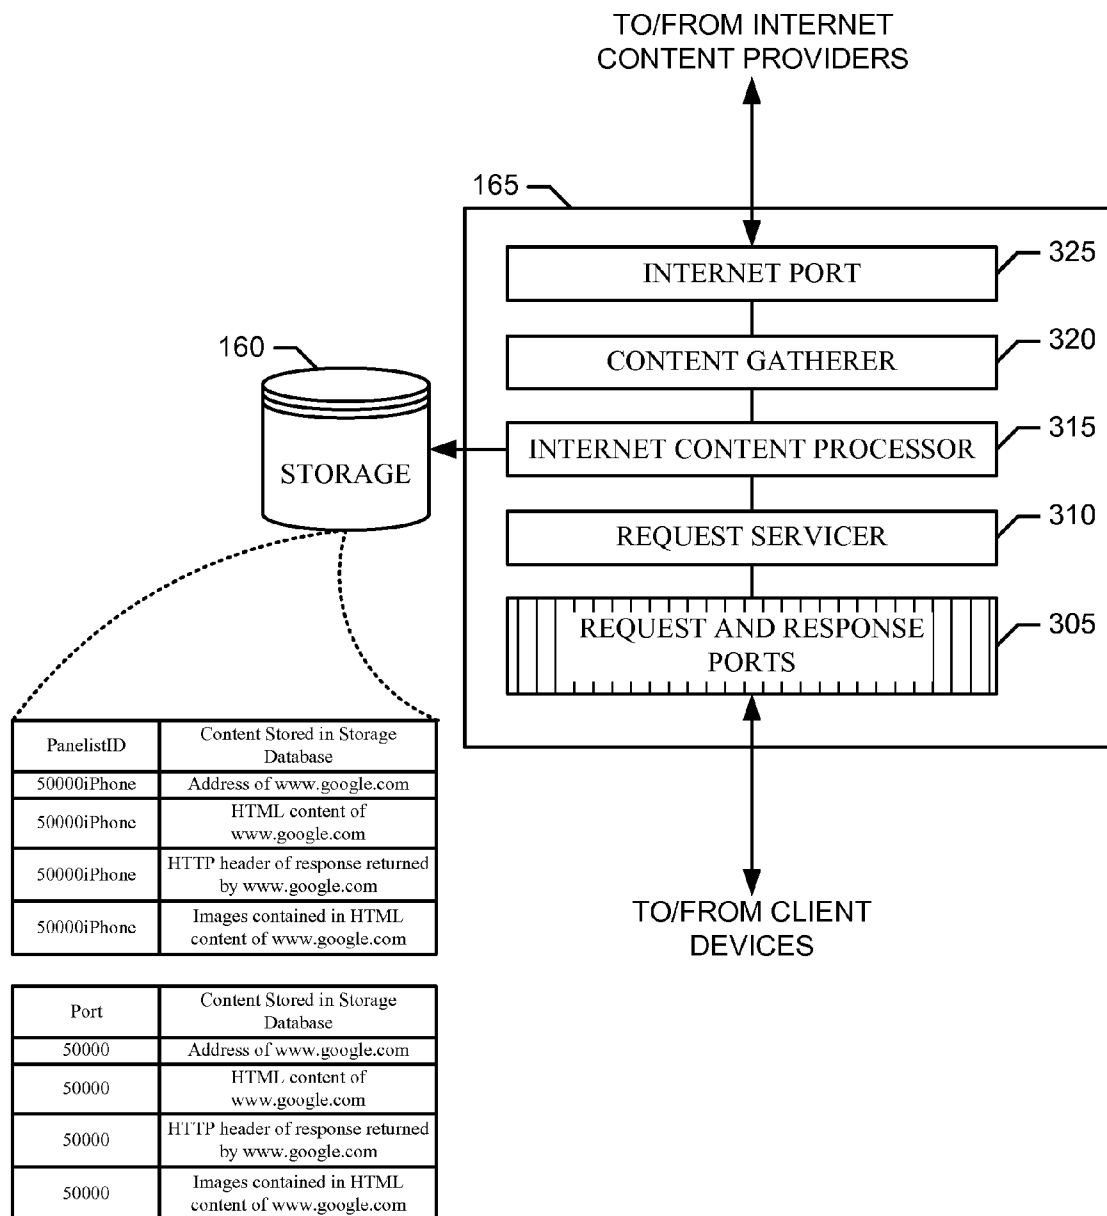 TO/FROM INTERNET
CONTENT PROVIDERS
165
INTERNET PORT
325
CONTENT GATHERER
320
160
INTERNET CONTENT PROCESSOR
315
STORAGE
REQUEST SERVICER
310
REQUEST AND RESPONSE
PORTS
305
TO/FROM CLIENT
DEVICES
PanelistID
Content Stored in Storage
Database
50000iPhone
Address of www.google.com
50000iPhone
HTML content of
www.google.com
50000iPhone
HTTP header of response returned
by www.google.com
50000iPhone
Images contained in HTML
content of www.google.com
Port
Content Stored in Storage
Database
50000
Address of www.google.com
50000
HTML content of
www.google.com
50000
HTTP header of response returned
by www.google.com
50000
Images contained in HTML
content of www.google.com